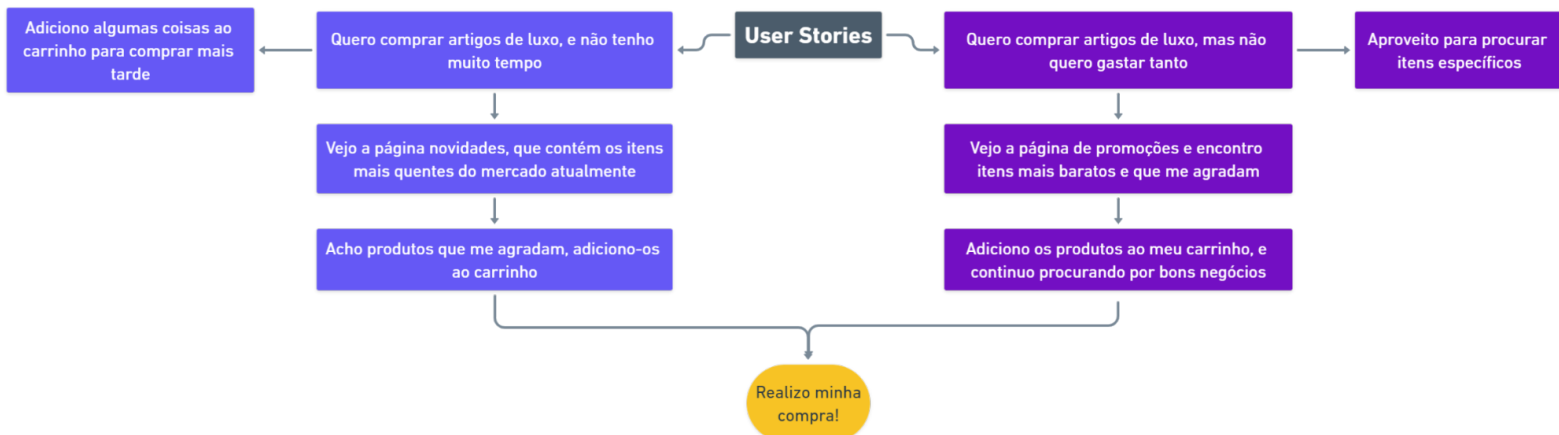 User Stories
Adiciono algumas coisas ao
carrinho para comprar mais
tarde
Quero comprar artigos de luxo, e não tenho
muito tempo
Quero comprar artigos de luxo, mas não
quero gastar tanto
Aproveito para procurar
itens específicos
Vejo a página novidades, que contém os itens
mais quentes do mercado atualmente
Vejo a página de promoções e encontro
itens mais baratos e que me agradam
Acho produtos que me agradam, adiciono-os
ao carrinho
Adiciono os produtos ao meu carrinho, e
continuo procurando por bons negócios
Realizo minha
compra!